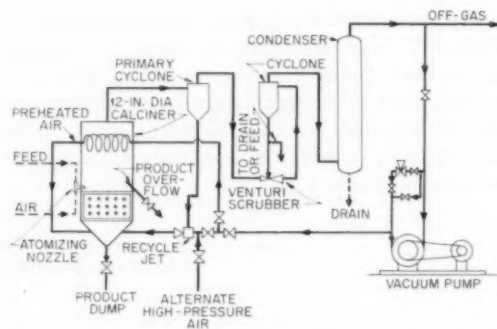 OFF-GAS
CONDENSER
PRIMARY
CYCLONE
CYCLONE
12-IN. DIA
CALCINER
PREHEATED
AIR
TO DRAIN
OR FEED
FEED
PRODUCT
OVER-
FLOW
AIR
VENTURI
SCRUBBER
DRAIN
ATOMIZING
NOZZLE
RECYCLE
JET
PRODUCT
DUMP
ALTERNATE
HIGH-PRESSURE
AIR
VACUUM PUMP